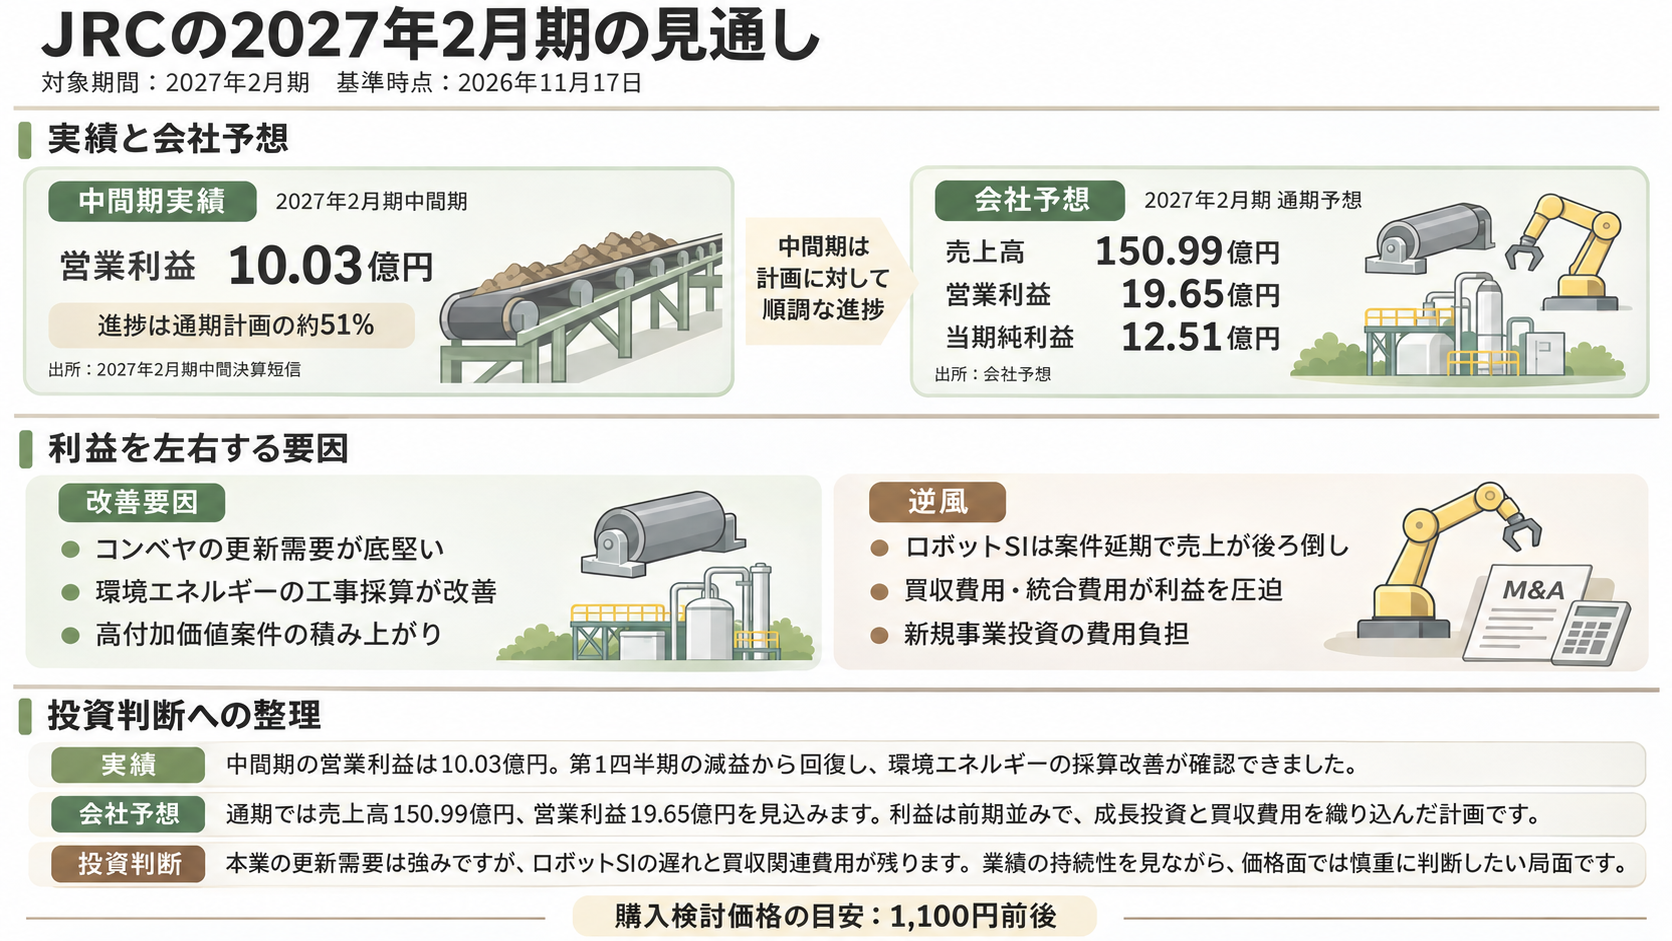 JRCの2027年2月期の見通し
対象期間：2027年2月期　基準時点：2026年11月17日
実績と会社予想
中間期実績　2027年2月期中間期
営業利益　10.03億円
進捗は通期計画の約51%
出所：2027年2月期中間決算短信
中間期は
計画に対して
順調な進捗
会社予想　2027年2月期 通期予想
売上高　150.99億円
営業利益　19.65億円
当期純利益　12.51億円
出所：会社予想
利益を左右する要因
改善要因
コンベヤの更新需要が底堅い
環境エネルギーの工事採算が改善
高付加価値案件の積み上がり
逆風
ロボットSIは案件延期で売上が後ろ倒し
買収費用・統合費用が利益を圧迫
新規事業投資の費用負担
M&A
投資判断への整理
実績　中間期の営業利益は10.03億円。第1四半期の減益から回復し、環境エネルギーの採算改善が確認できました。
会社予想　通期では売上高150.99億円、営業利益19.65億円を見込みます。利益は前期並みで、成長投資と買収費用を織り込んだ計画です。
投資判断　本業の更新需要は強みですが、ロボットSIの遅れと買収関連費用が残ります。業績の持続性を見ながら、価格面では慎重に判断したい局面です。
購入検討価格の目安：1,100円前後